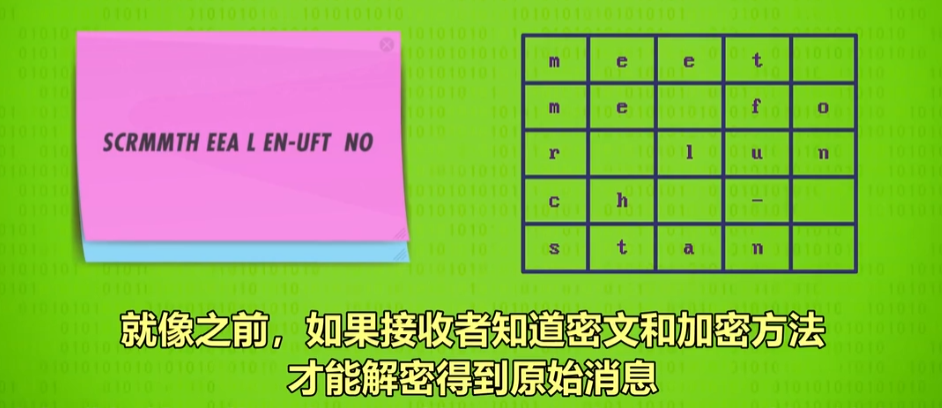 SCRMMTH EEA L EN-UFT  NO
m e e t
m e   f o
r   l u n
c h   –
s t a n
就像之前，如果接收者知道密文和加密方法
才能解密得到原始消息